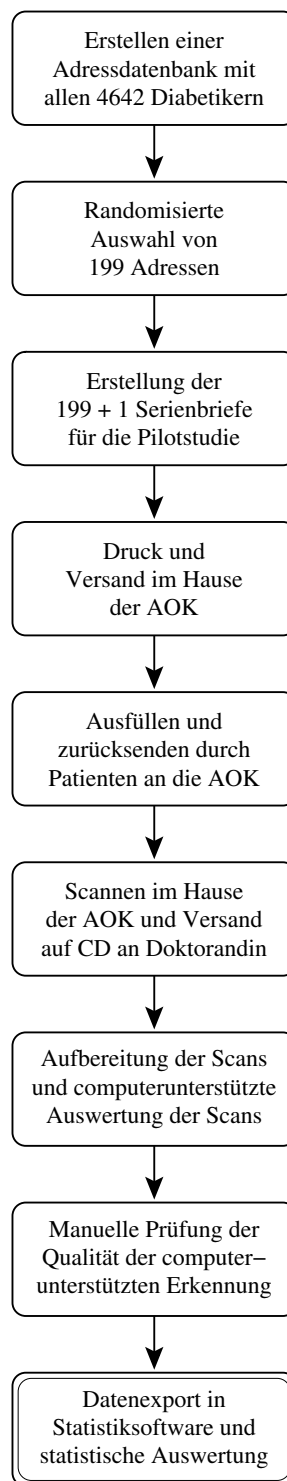 Erstellen einer
Adressdatenbank mit
allen 4642 Diabetikern
Randomisierte
Auswahl von
199 Adressen
Erstellung der
199 + 1 Serienbriefe
für die Pilotstudie
Druck und
Versand im Hause
der AOK
Ausfüllen und
zurücksenden durch
Patienten an die AOK
Scannen im Hause
der AOK und Versand
auf CD an Doktorandin
Aufbereitung der Scans
und computerunterstützte
Auswertung der Scans
Manuelle Prüfung der
Qualität der computer−
unterstützten Erkennung
Datenexport in
Statistiksoftware und
statistische Auswertung